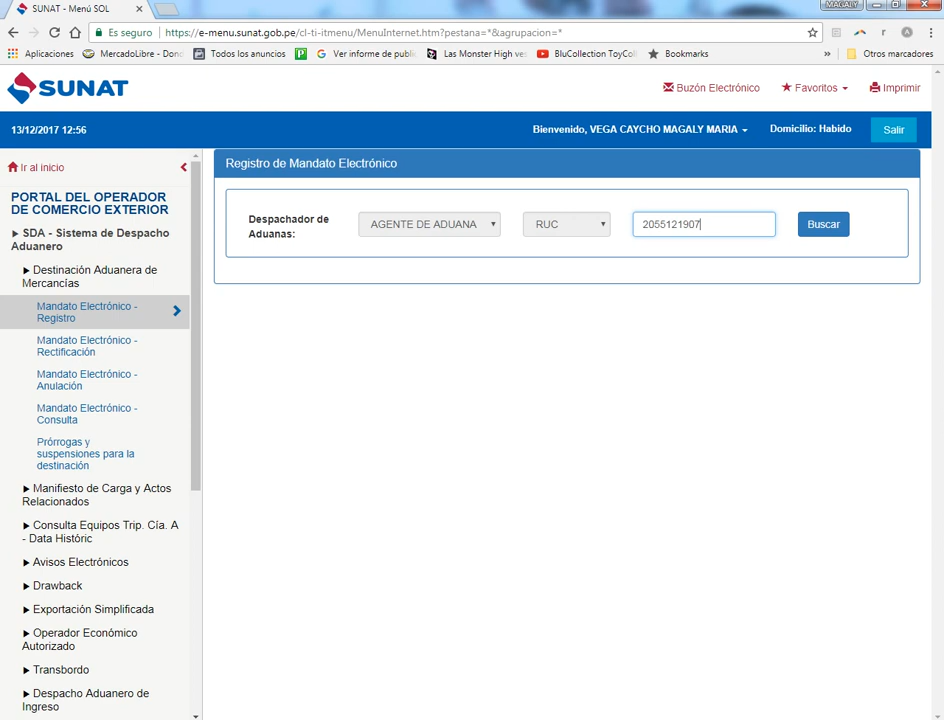 SUNAT - Menú SOL
MAGALY
Es seguro
https://e-menu.sunat.gob.pe/cl-ti-itmenu/MenuInternet.htm?pestana=*&agrupacion=*
Aplicaciones
MercadoLibre - Dond
Todos los anuncios
Ver informe de public
Las Monster High ves
BluCollection ToyColl
Bookmarks
»
Otros marcadores
SUNAT
Buzón Electrónico
Favoritos
Imprimir
13/12/2017 12:56
Bienvenido, VEGA CAYCHO MAGALY MARIA
Domicilio: Habido
Salir
Ir al inicio
PORTAL DEL OPERADOR
DE COMERCIO EXTERIOR
SDA - Sistema de Despacho
Aduanero
Destinación Aduanera de
Mercancías
Mandato Electrónico -
Registro
Mandato Electrónico -
Rectificación
Mandato Electrónico -
Anulación
Mandato Electrónico -
Consulta
Prórrogas y
suspensiones para la
destinación
Manifiesto de Carga y Actos
Relacionados
Consulta Equipos Trip. Cía. A
- Data Históric
Avisos Electrónicos
Drawback
Exportación Simplificada
Operador Económico
Autorizado
Transbordo
Despacho Aduanero de
Ingreso
Registro de Mandato Electrónico
Despachador de
Aduanas:
AGENTE DE ADUANA
RUC
2055121907
Buscar